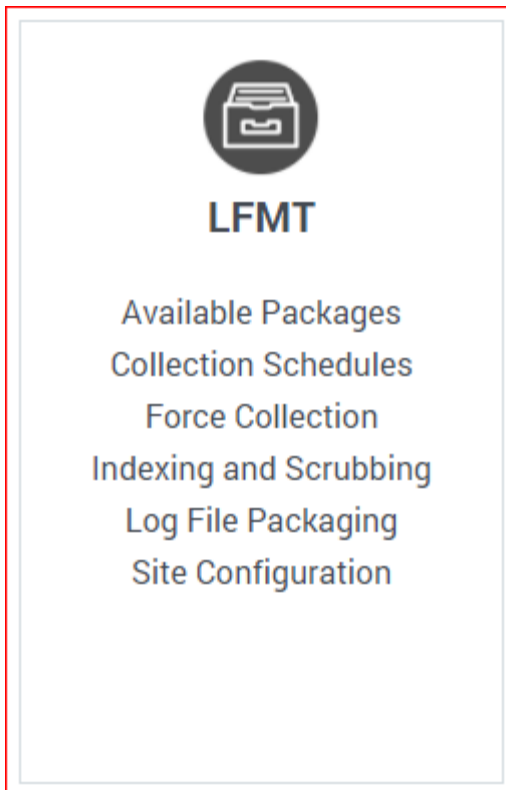 LFMT
Available Packages
Collection Schedules
Force Collection
Indexing and Scrubbing
Log File Packaging
Site Configuration